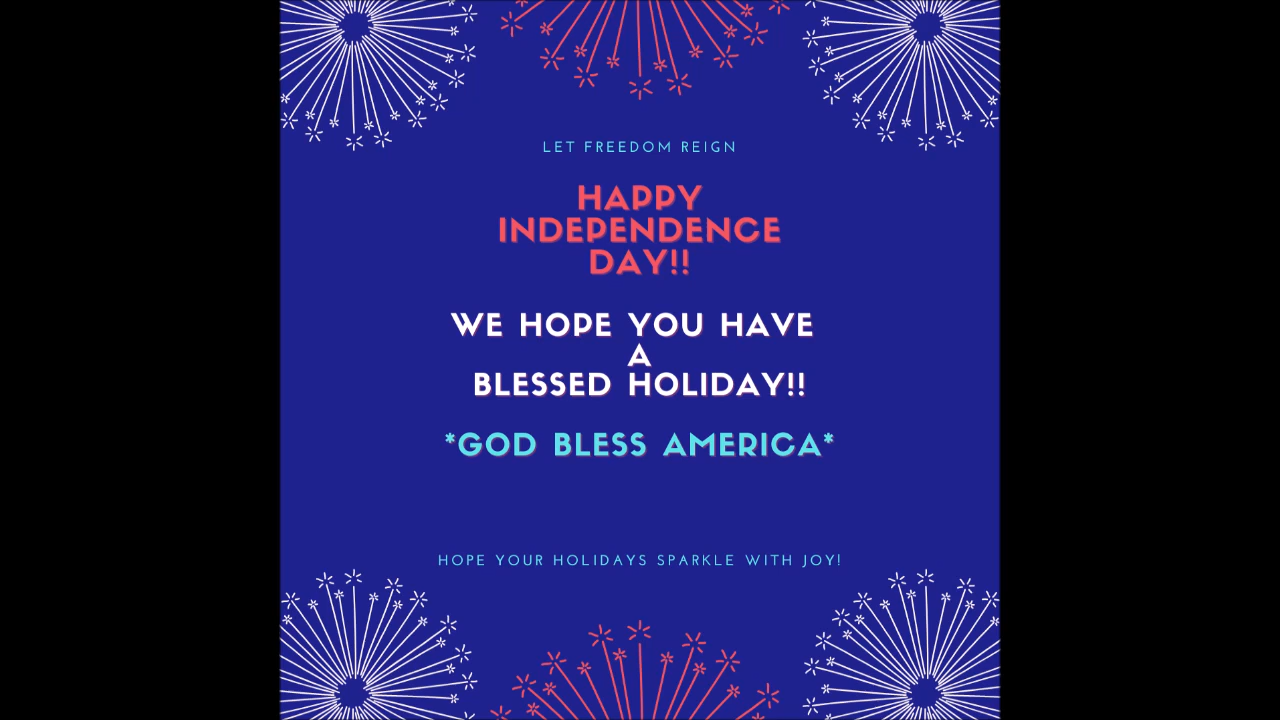 LET FREEDOM REIGN
HAPPY
INDEPENDENCE
DAY!!
WE HOPE YOU HAVE
A
BLESSED HOLIDAY!!
*GOD BLESS AMERICA*
HOPE YOUR HOLIDAYS SPARKLE WITH JOY!